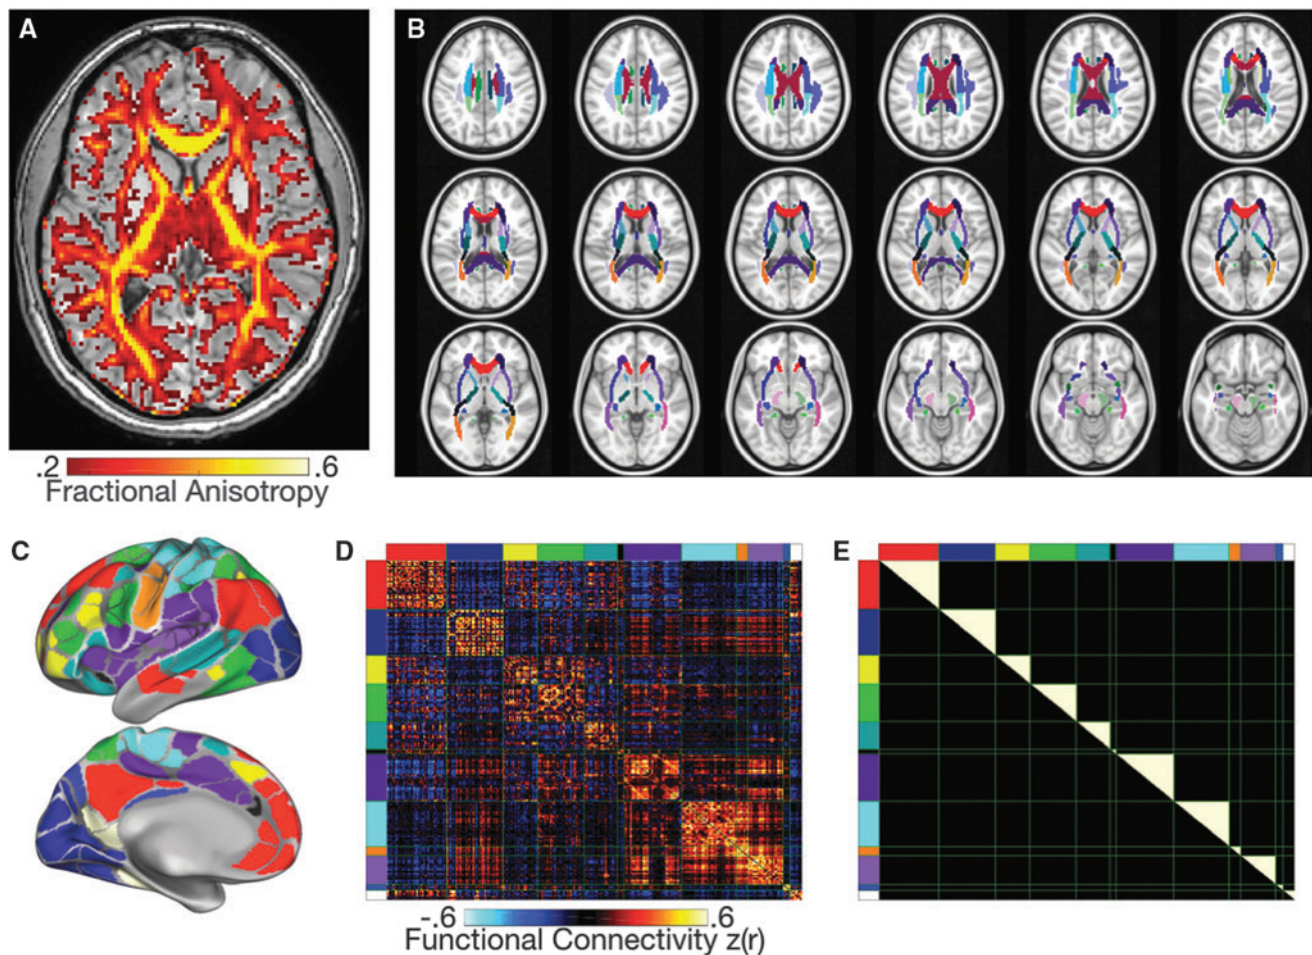 A
B
.2 .6
Fractional Anisotropy
C
D
E
-.6 .6
Functional Connectivity z(r)